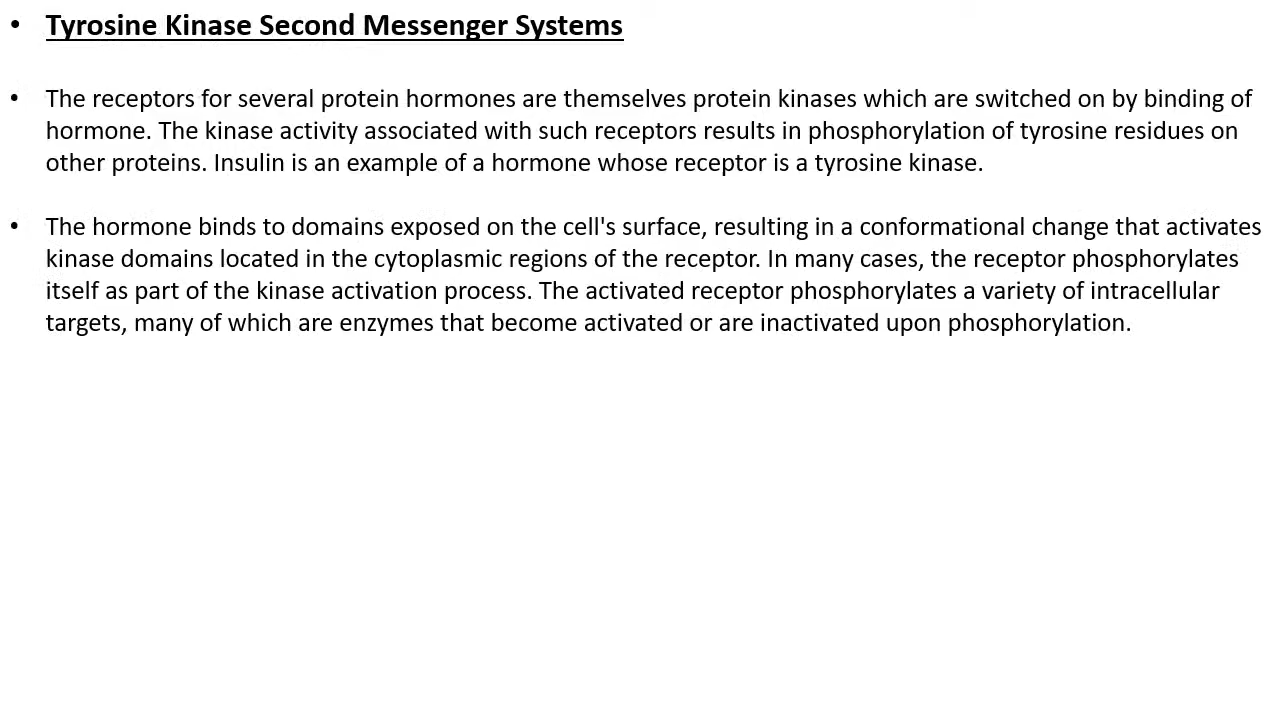 • Tyrosine Kinase Second Messenger Systems
• The receptors for several protein hormones are themselves protein kinases which are switched on by binding of
hormone. The kinase activity associated with such receptors results in phosphorylation of tyrosine residues on
other proteins. Insulin is an example of a hormone whose receptor is a tyrosine kinase.
• The hormone binds to domains exposed on the cell's surface, resulting in a conformational change that activates
kinase domains located in the cytoplasmic regions of the receptor. In many cases, the receptor phosphorylates
itself as part of the kinase activation process. The activated receptor phosphorylates a variety of intracellular
targets, many of which are enzymes that become activated or are inactivated upon phosphorylation.